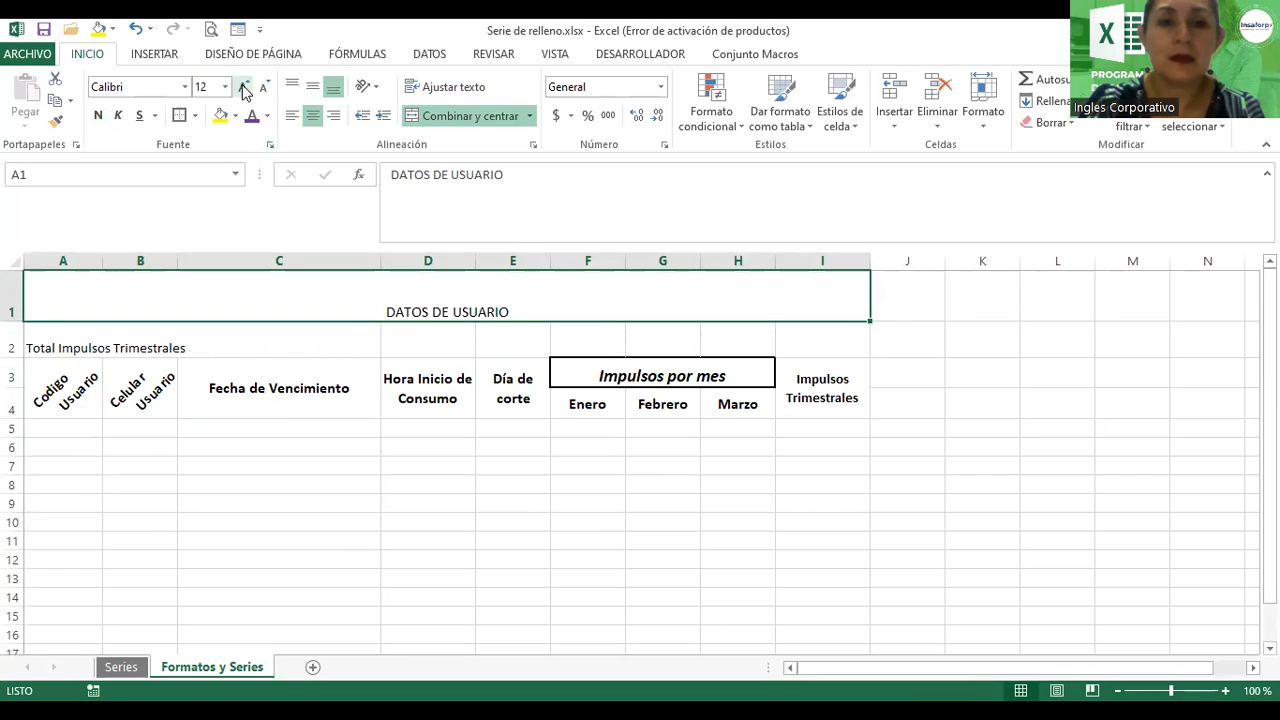 Serie de relleno.xlsx - Excel (Error de activación de productos)
ARCHIVO INICIO INSERTAR DISEÑO DE PÁGINA FÓRMULAS DATOS REVISAR VISTA DESARROLLADOR Conjunto Macros
Pegar
Calibri 12
N K S
Ajustar texto
Combinar y centrar
General
$ % 000
Formato condicional
Dar formato como tabla
Estilos de celda
Insertar Eliminar Formato
Autosu
Rellena
Borrar
filtrar seleccionar
Portapapeles Fuente Alineación Número Estilos Celdas Modificar
PROGRAM
Insaforp
Ingles Corporativo
A1 fx DATOS DE USUARIO
A B C D E F G H I J K L M N
1 DATOS DE USUARIO
2 Total Impulsos Trimestrales
3 Codigo Usuario Celular Usuario Fecha de Vencimiento Hora Inicio de Consumo Día de corte Impulsos por mes Impulsos Trimestrales
4 Enero Febrero Marzo
5
6
7
8
9
10
11
12
13
14
15
16
17
Series Formatos y Series
LISTO 100 %